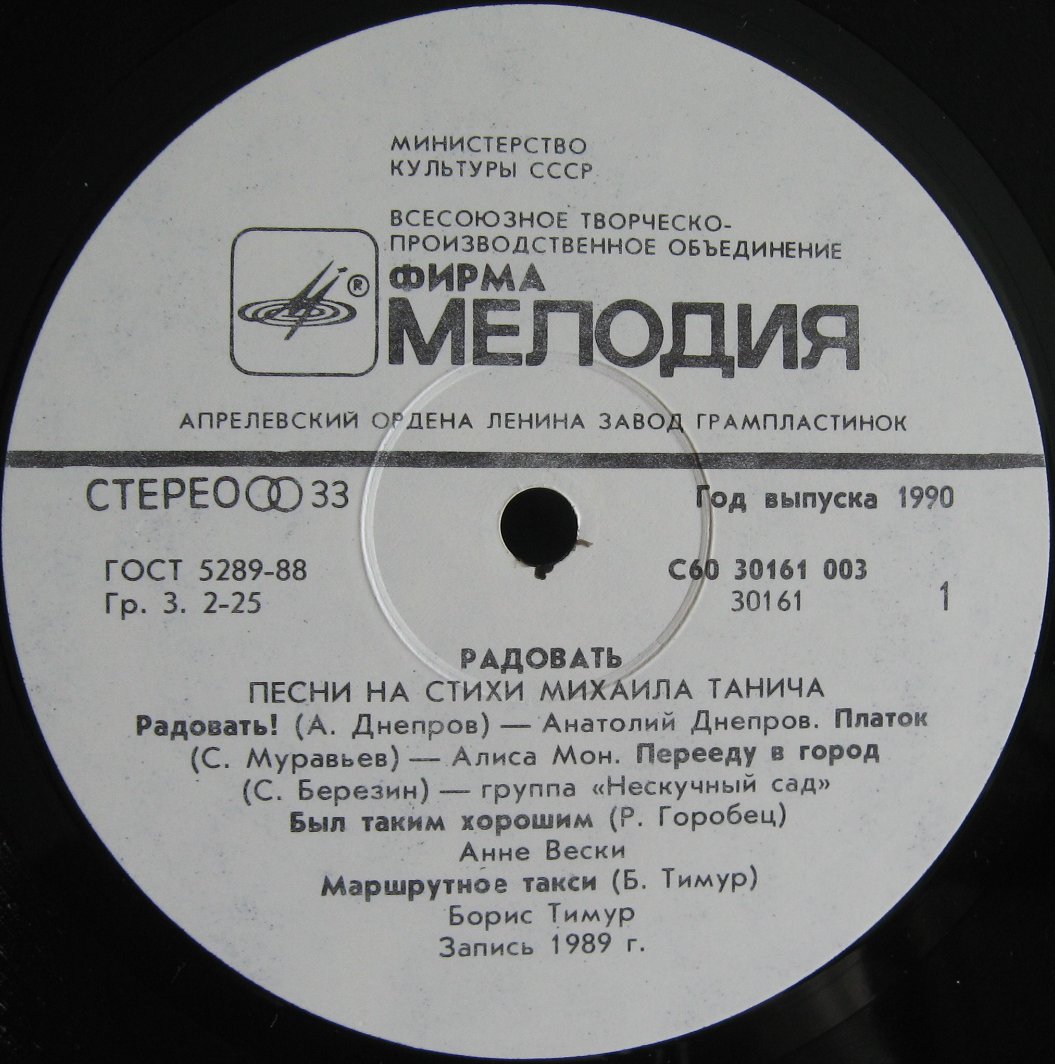 МИНИСТЕРСТВО
КУЛЬТУРЫ СССР
ВСЕСОЮЗНОЕ ТВОРЧЕСКО-
ПРОИЗВОДСТВЕННОЕ ОБЪЕДИНЕНИЕ
ФИРМА
® МЕЛОДИЯ
АПРЕЛЕВСКИЙ ОРДЕНА ЛЕНИНА ЗАВОД ГРАМПЛАСТИНОК
СТЕРЕО 33 Год выпуска 1990
ГОСТ 5289-88 С60 30161 003
Гр. 3. 2-25 30161 1
РАДОВАТЬ
ПЕСНИ НА СТИХИ МИХАИЛА ТАНИЧА
Радовать! (А. Днепров) — Анатолий Днепров. Платок
(С. Муравьев) — Алиса Мон. Перееду в город
(С. Березин) — группа «Нескучный сад»
Был таким хорошим (Р. Горобец)
Анне Вески
Маршрутное такси (Б. Тимур)
Борис Тимур
Запись 1989 г.